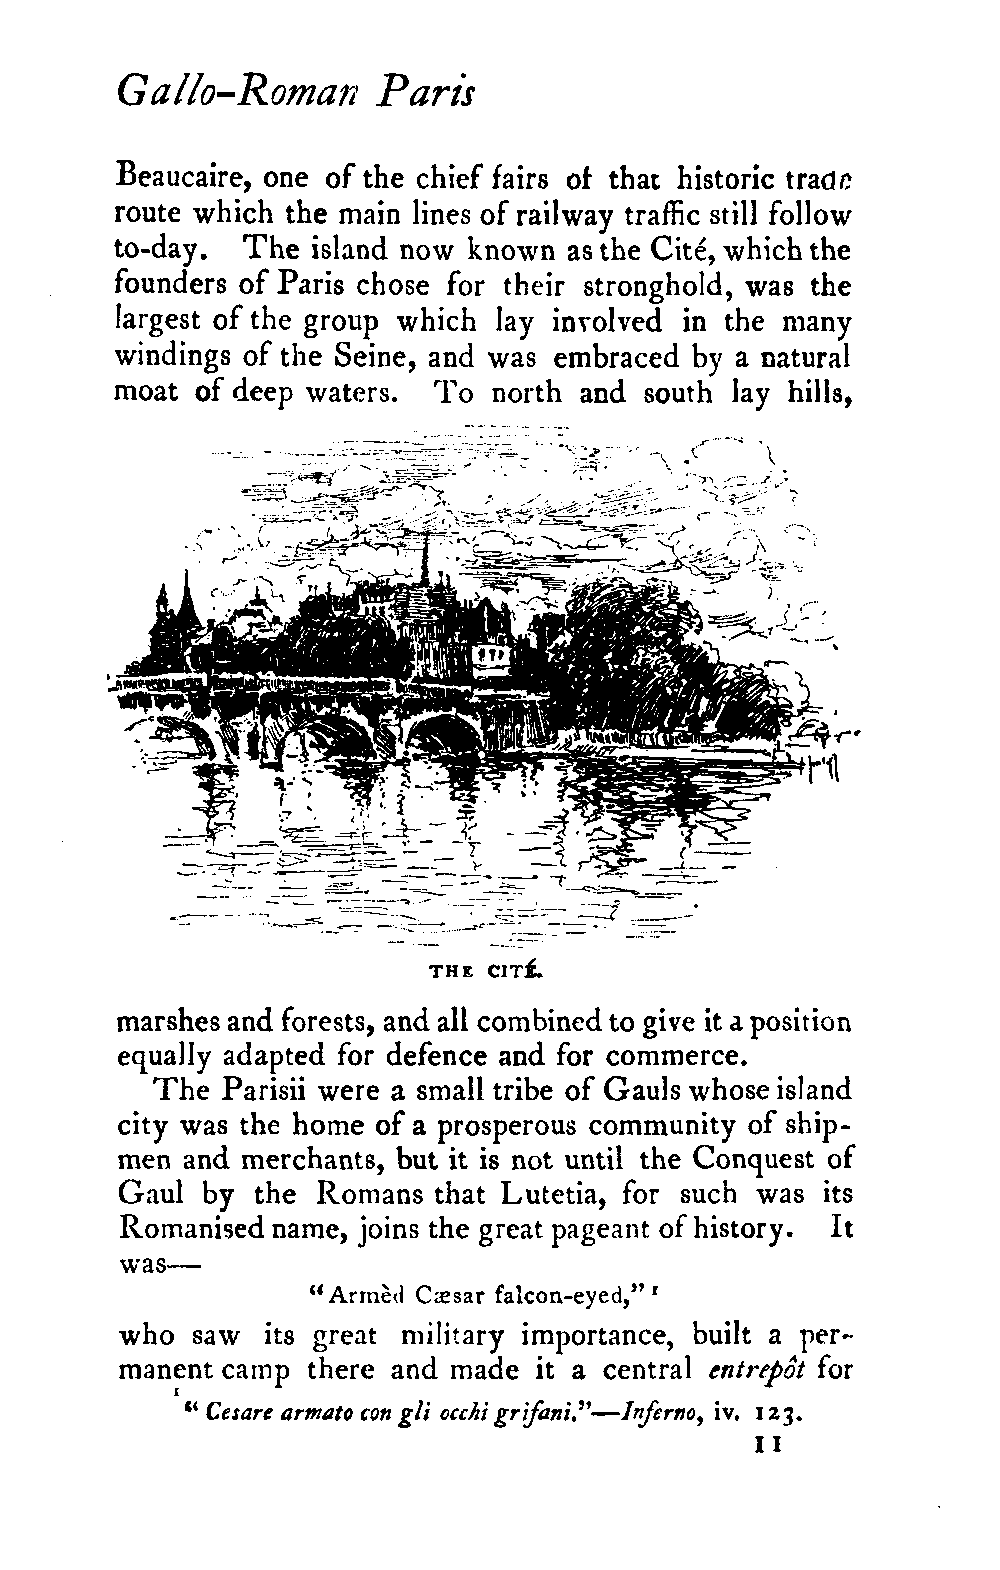 Gallo-Roman Paris
Beaucaire, one of the chief fairs of that historic trade
route which the main lines of railway traffic still follow
to-day. The island now known as the Cité, which the
founders of Paris chose for their stronghold, was the
largest of the group which lay involved in the many
windings of the Seine, and was embraced by a natural
moat of deep waters. To north and south lay hills,
THE CITÉ.
marshes and forests, and all combined to give it a position
equally adapted for defence and for commerce.
The Parisii were a small tribe of Gauls whose island
city was the home of a prosperous community of ship-
men and merchants, but it is not until the Conquest of
Gaul by the Romans that Lutetia, for such was its
Romanised name, joins the great pageant of history. It
was—
"Armèd Cæsar falcon-eyed," 1
who saw its great military importance, built a per-
manent camp there and made it a central entrepôt for
1 "Cesare armato con gli occhi grifani."—Inferno, iv. 123.
11